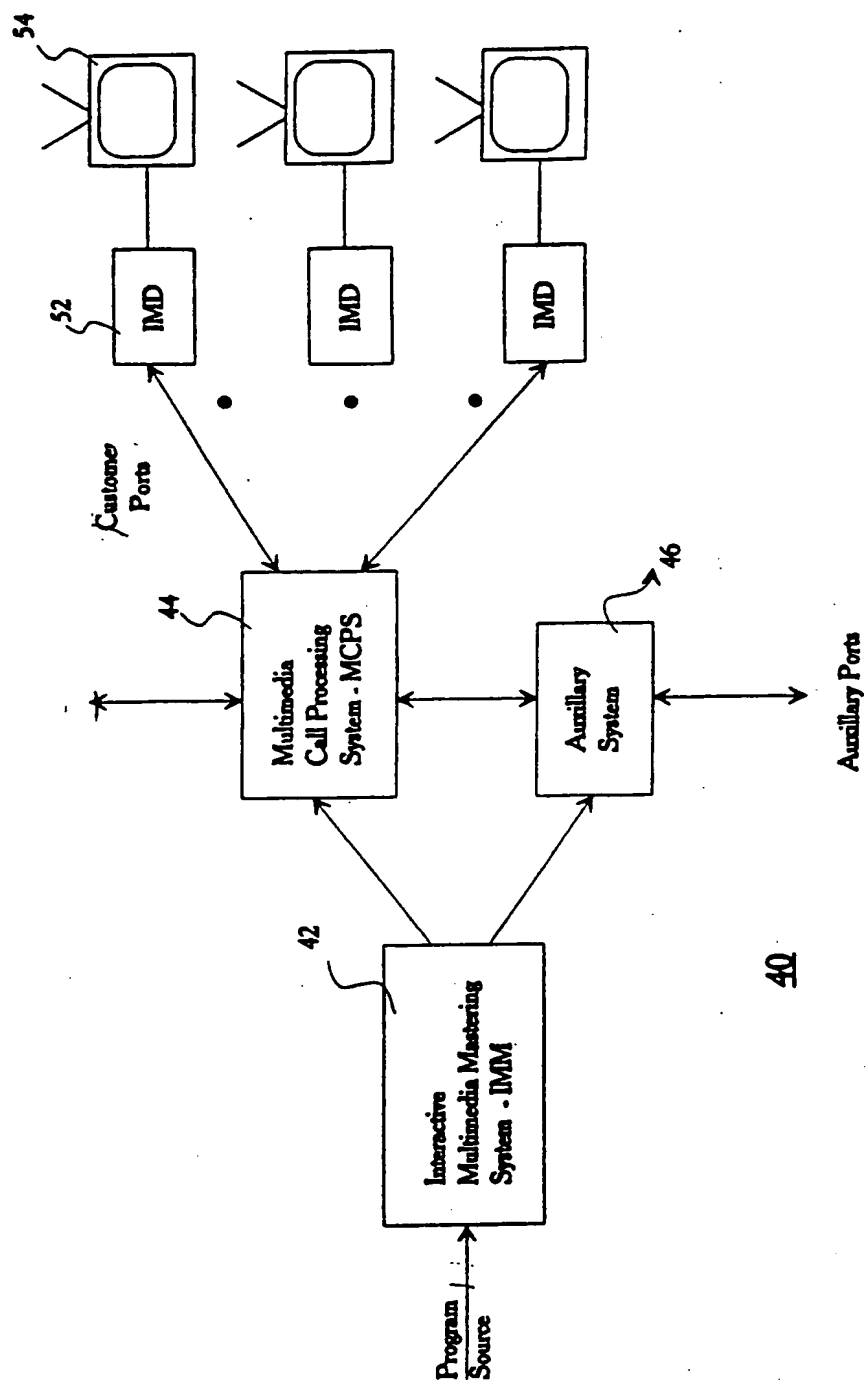 Program
Source
42
Interactive
Multimedia Mastering
System - IMM
44
Multimedia
Call Processing
System - MCPS
46
Auxillary
System
Auxillary Ports
Customer
Ports
52
IMD
54
IMD
IMD
40